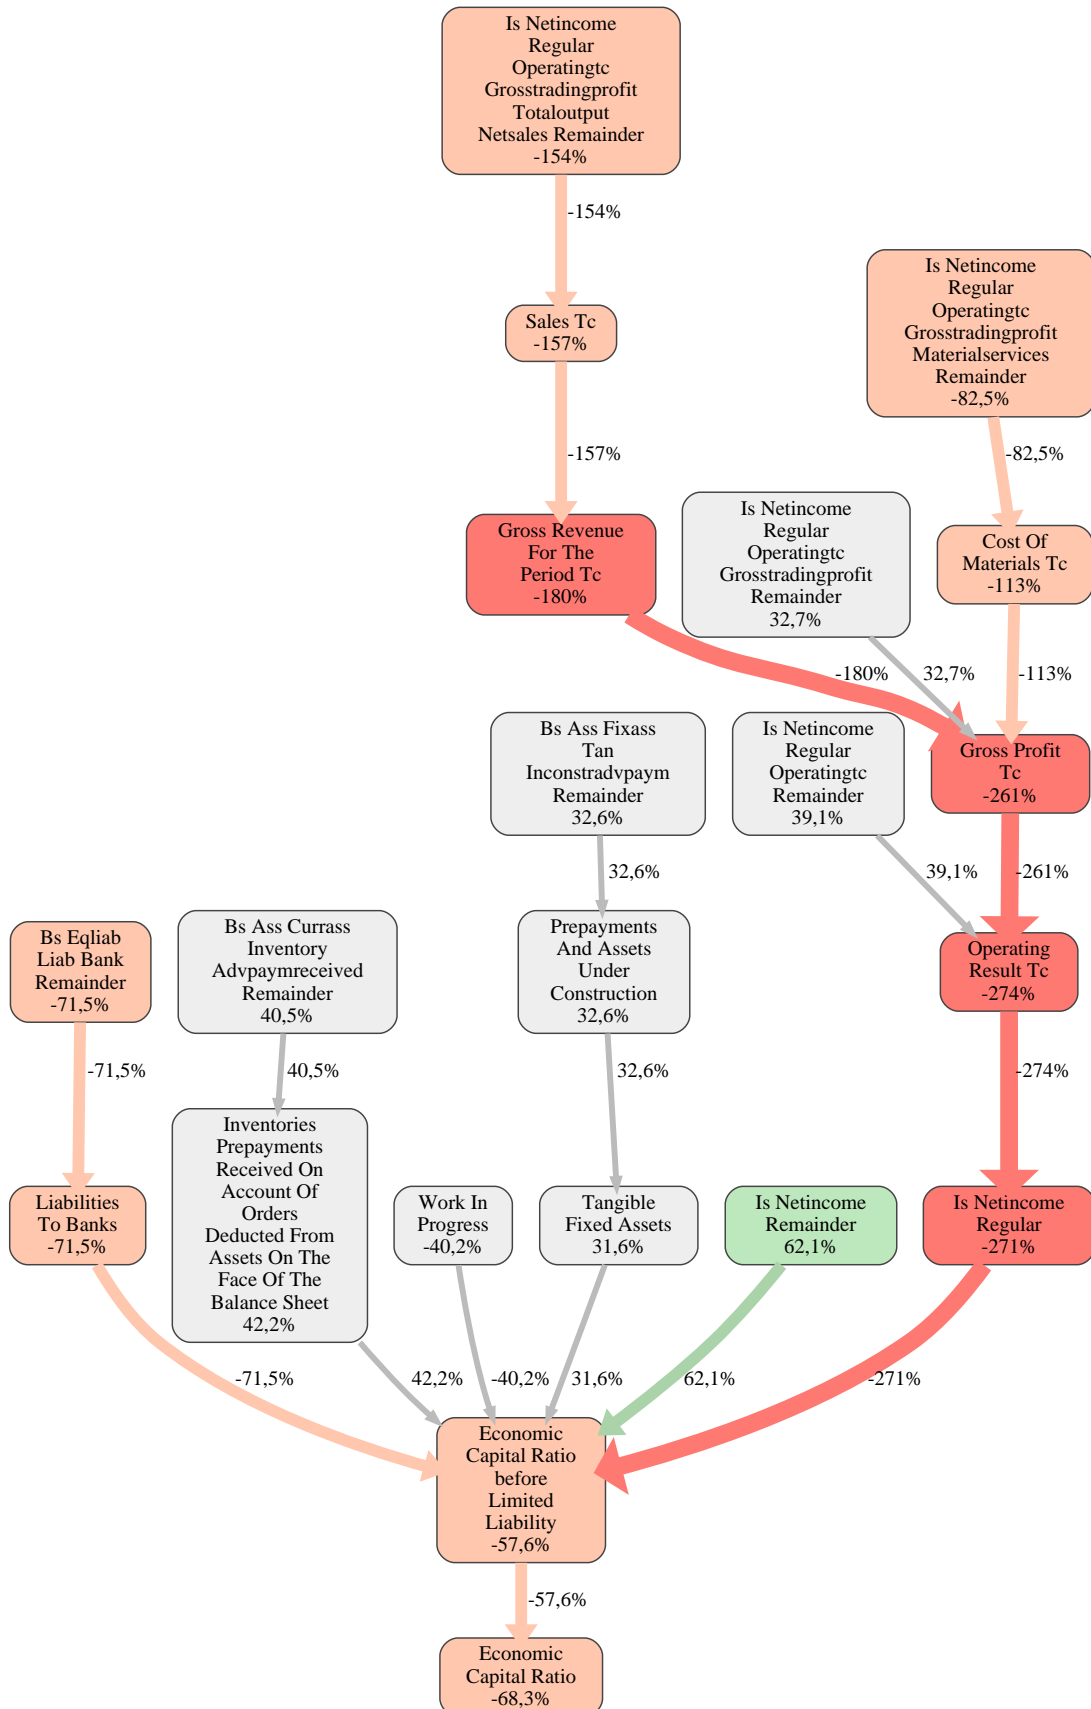 Is Netincome
Regular
Operatingtc
Grosstradingprofit
Totaloutput
Netsales Remainder
-154%
-154%
Is Netincome
Regular
Operatingtc
Grosstradingprofit
Materialservices
Remainder
-82,5%
Sales Tc
-157%
-157%
-82,5%
Is Netincome
Regular
Operatingtc
Grosstradingprofit
Remainder
32,7%
Gross Revenue
For The
Period Tc
-180%
Cost Of
Materials Tc
-113%
-180%
32,7%
-113%
Bs Ass Fixass
Tan
Inconstradvpaym
Remainder
32,6%
Is Netincome
Regular
Operatingtc
Remainder
39,1%
Gross Profit
Tc
-261%
32,6%
39,1%
-261%
Bs Eqliab
Liab Bank
Remainder
-71,5%
Bs Ass Currass
Inventory
Advpaymreceived
Remainder
40,5%
Prepayments
And Assets
Under
Construction
32,6%
Operating
Result Tc
-274%
-71,5%
40,5%
32,6%
-274%
Inventories
Prepayments
Received On
Account Of
Orders
Deducted From
Assets On The
Face Of The
Balance Sheet
42,2%
Liabilities
To Banks
-71,5%
Work In
Progress
-40,2%
Tangible
Fixed Assets
31,6%
Is Netincome
Remainder
62,1%
Is Netincome
Regular
-271%
-71,5%
42,2%
-40,2%
31,6%
62,1%
-271%
Economic
Capital Ratio
before
Limited
Liability
-57,6%
-57,6%
Economic
Capital Ratio
-68,3%